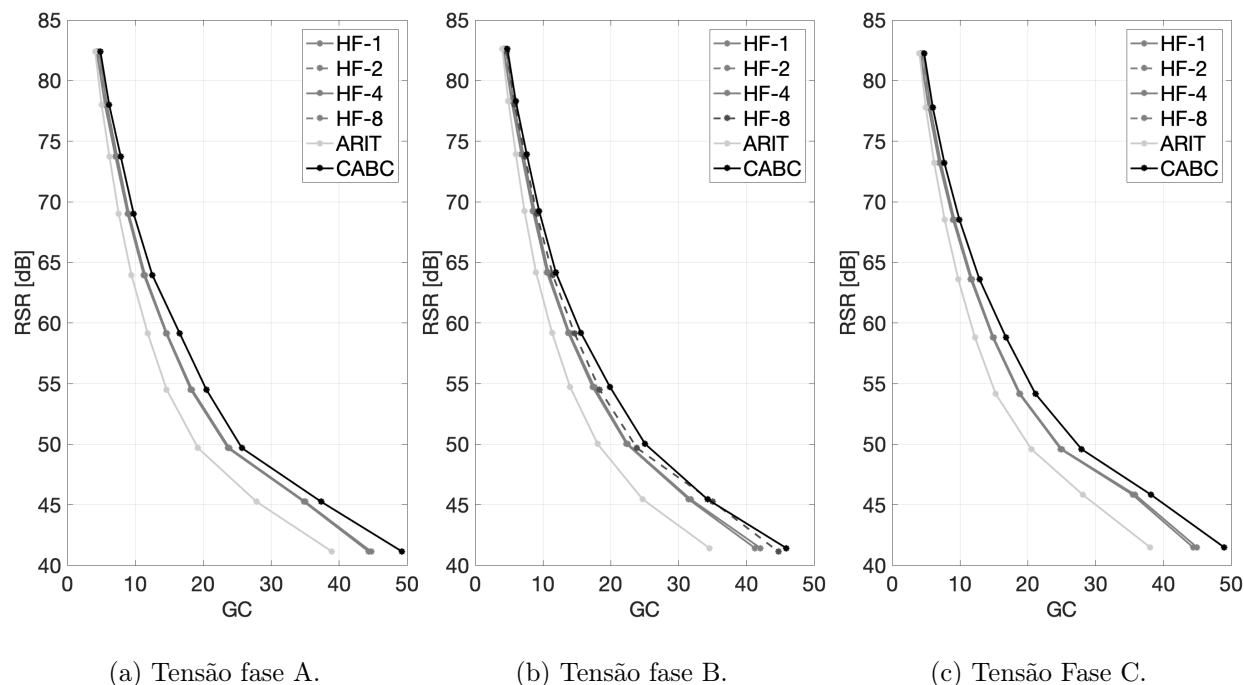 85
80
75
70
65
60
55
50
45
40
RSR [dB]
0 10 20 30 40 50
GC
HF-1
HF-2
HF-4
HF-8
ARIT
CABC
(a) Tensão fase A.
85
80
75
70
65
60
55
50
45
40
RSR [dB]
0 10 20 30 40 50
GC
HF-1
HF-2
HF-4
HF-8
ARIT
CABC
(b) Tensão fase B.
85
80
75
70
65
60
55
50
45
40
RSR [dB]
0 10 20 30 40 50
GC
HF-1
HF-2
HF-4
HF-8
ARIT
CABC
(c) Tensão Fase C.